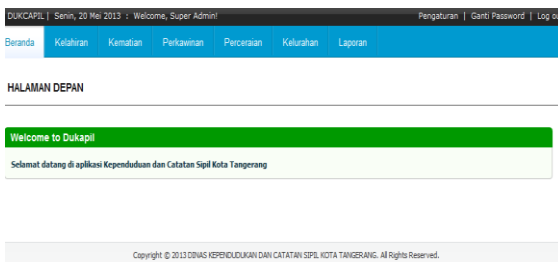 DUKCAPIL | Senin, 20 Mei 2013 : Welcome, Super Admin! Pengaturan | Ganti Password | Log ou
Beranda Kelahiran Kematian Perkawinan Perceraian Kelurahan Laporan
HALAMAN DEPAN
Welcome to Dukapil
Selamat datang di aplikasi Kependuduan dan Catatan Sipil Kota Tangerang
Copyright © 2013 DINAS KEPENDUDUKAN DAN CATATAN SIPIL KOTA TANGERANG. All Rights Reserved.